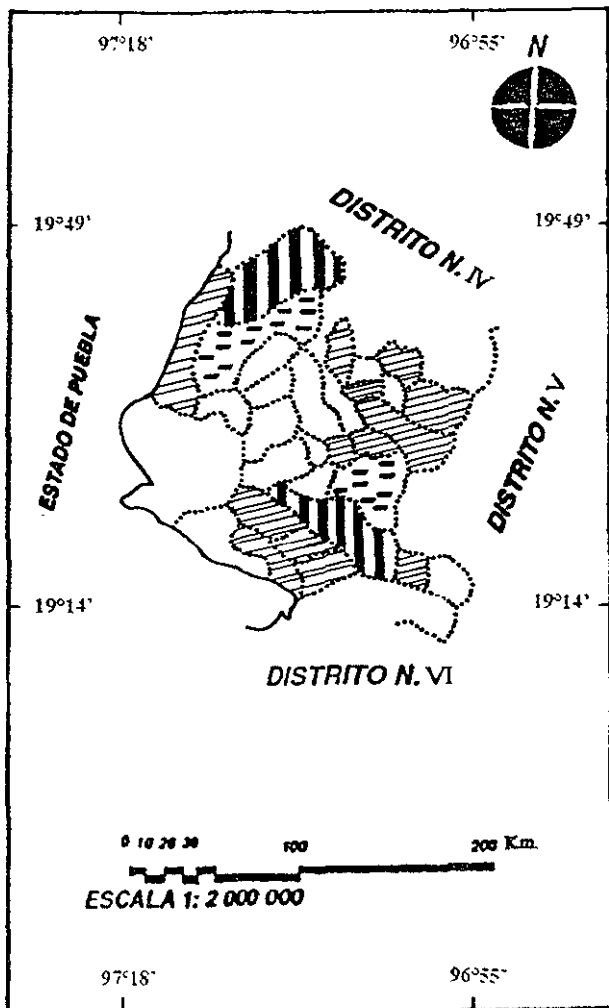 97°18' 96°55'
N
19°49' 19°49'
DISTRITO N. IV
ESTADO DE PUEBLA
DISTRITO N. V
19°14' 19°14'
DISTRITO N. VI
0 10 20 30 100 200 Km.
ESCALA 1: 2 000 000
97°18' 96°55'